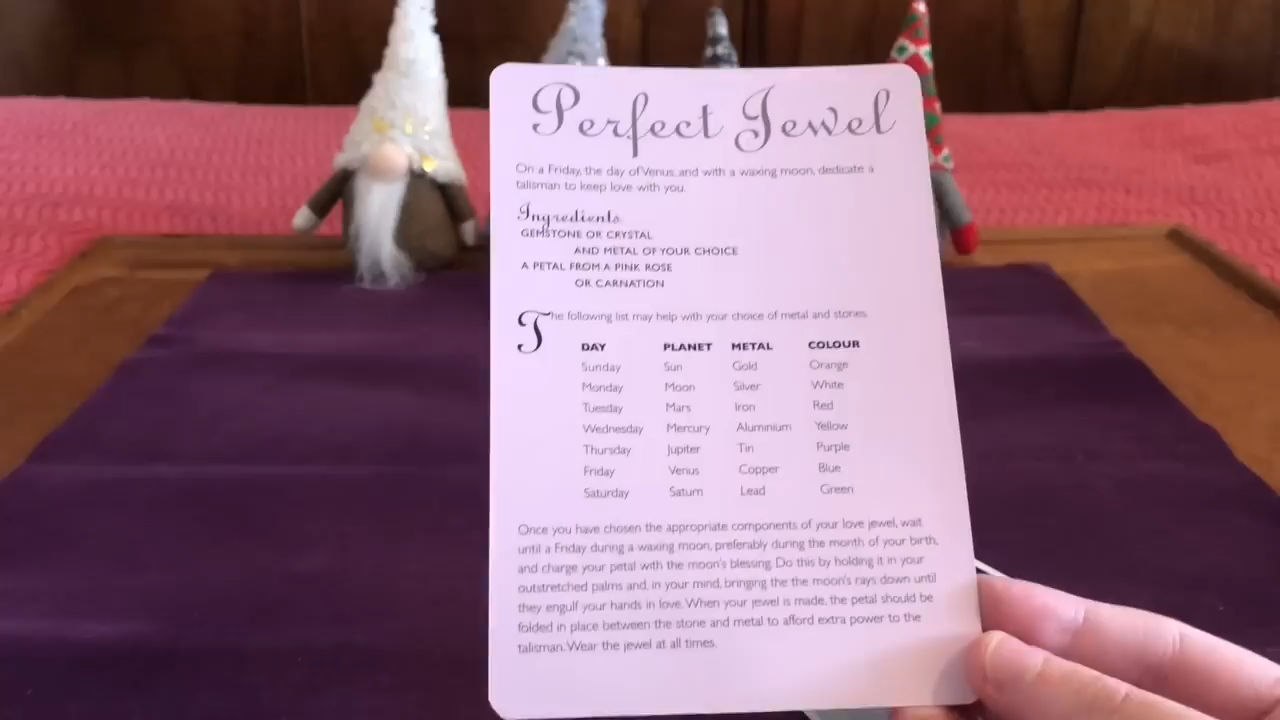 Perfect Jewel
On a Friday, the day of Venus, and with a waxing moon, dedicate a
talisman to keep love with you.
Ingredients
GEMSTONE OR CRYSTAL
AND METAL OF YOUR CHOICE
A PETAL FROM A PINK ROSE
OR CARNATION
The following list may help with your choice of metal and stones.
DAY PLANET METAL COLOUR
Sunday Sun Gold Orange
Monday Moon Silver White
Tuesday Mars Iron Red
Wednesday Mercury Aluminium Yellow
Thursday Jupiter Tin Purple
Friday Venus Copper Blue
Saturday Saturn Lead Green
Once you have chosen the appropriate components of your love jewel, wait
until a Friday during a waxing moon, preferably during the month of your birth,
and charge your petal with the moon's blessing. Do this by holding it in your
outstretched palms and, in your mind, bringing the the moon's rays down until
they engulf your hands in love. When your jewel is made, the petal should be
folded in place between the stone and metal to afford extra power to the
talisman. Wear the jewel at all times.